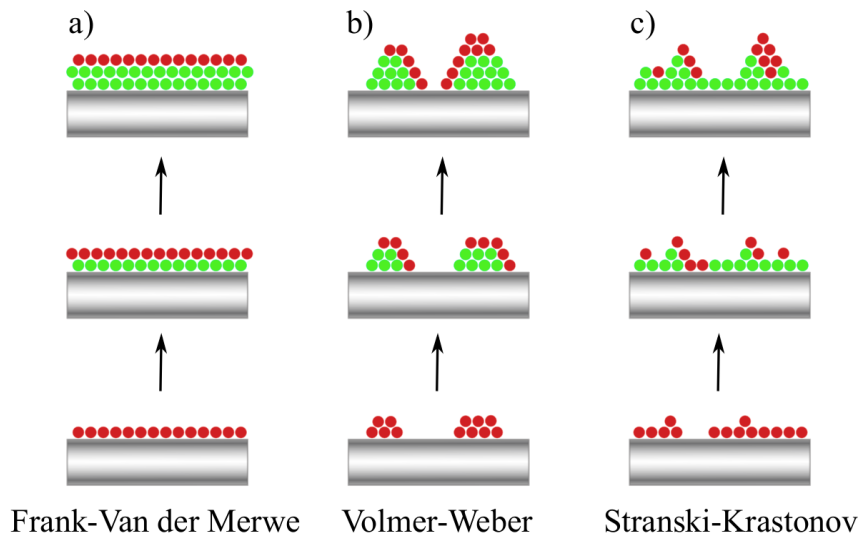 a)
b)
c)
Frank-Van der Merwe
Volmer-Weber
Stranski-Krastonov